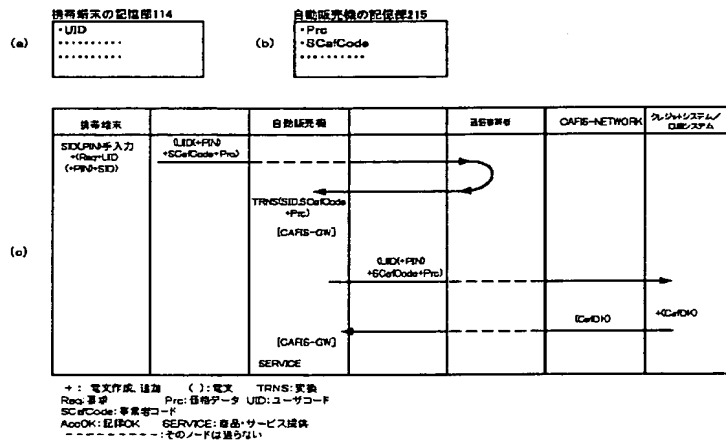 携帯端末の記憶部114
・UID
(a)
自動販売機の記憶部215
・Prc
・SCafCode
(b)
(c)
携帯端末
自動販売機
通信事業者
CAFIS-NETWORK
クレジットシステム/
口座システム
SID(,PIN)手入力
+(Req+UID
(+PIN)+SID)
(UID(+PIN)
+SCafCode+Prc)
TRNS(SID,SCafCode
+Prc)
[CAFIS-GW]
(UID(+PIN)
+SCafCode+Prc)
+(CafOK)
(CafOK)
[CAFIS-GW]
SERVICE
+: 電文作成、追加 ( ):電文 TRNS:変換
Req:要求 Prc:価格データ UID:ユーザコード
SCafCode:事業者コード
AccOK:記録OK SERVICE:商品・サービス提供
:そのノードは通らない